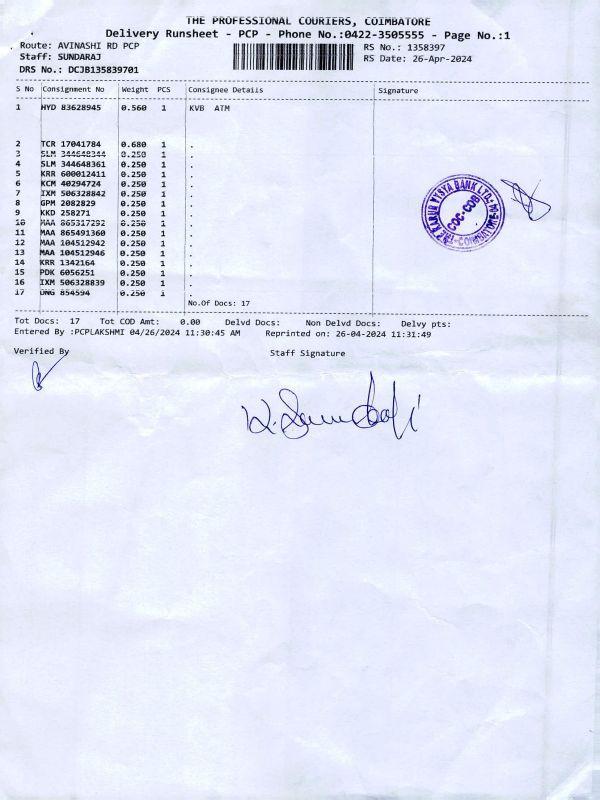 THE PROFESSIONAL COURIERS, COIMBATORE
Delivery Runsheet - PCP - Phone No.:0422-3505555 - Page No.:1
Route: AVINASHI RD PCP RS No.: 1358397
Staff: SUNDARAJ RS Date: 26-Apr-2024
DRS No.: DCJB135839701
S No Consignment No Weight PCS Consignee Details Signature
1 HYD 83628945 0.560 1 KVB ATM
2 TCR 17041784 0.680 1 .
3 SLM 344648344 0.250 1 .
4 SLM 344648361 0.250 1 .
5 KRR 600012411 0.250 1 .
6 KCM 40294724 0.250 1 .
7 IXM 506328842 0.250 1 .
8 GPM 2082829 0.250 1 .
9 KKD 258271 0.250 1 .
10 MAA 865317292 0.250 1 .
11 MAA 865491360 0.250 1 .
12 MAA 104512942 0.250 1 .
13 MAA 104512946 0.250 1 .
14 KRR 1342164 0.250 1 .
15 PDK 6056251 0.250 1 .
16 IXM 506328839 0.250 1 .
17 DNG 854594 0.250 1 .
No.Of Docs: 17
THE KARUR VYSYA BANK LTD., DO
COIMBATORE
COC-COB
Tot Docs: 17 Tot COD Amt: 0.00 Delvd Docs: Non Delvd Docs: Delvy pts:
Entered By :PCPLAKSHMI 04/26/2024 11:30:45 AM Reprinted on: 26-04-2024 11:31:49
Verified By Staff Signature